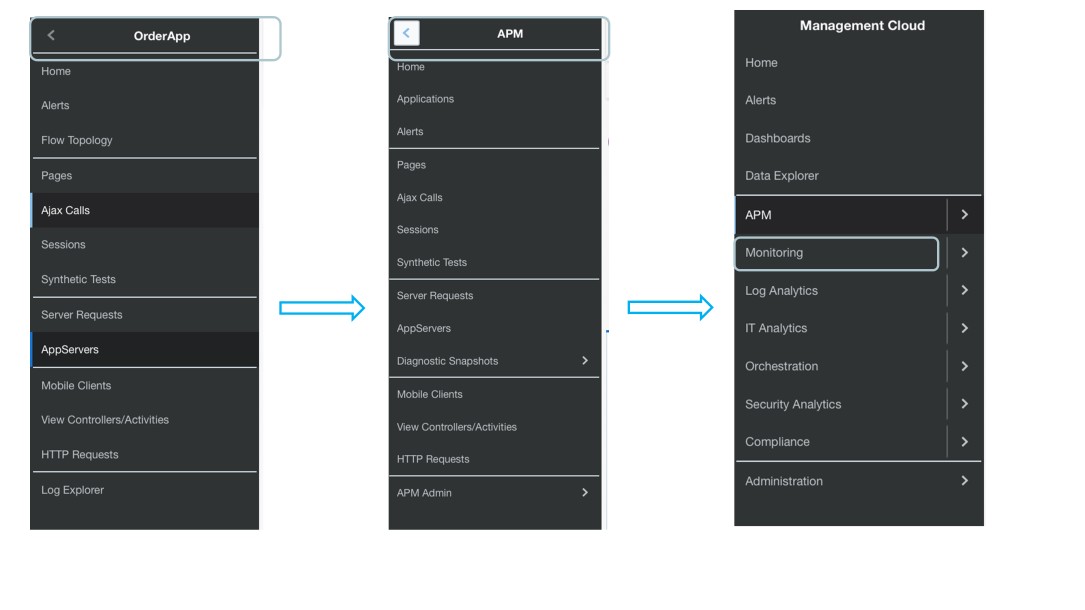 OrderApp
Home
Alerts
Flow Topology
Pages
Ajax Calls
Sessions
Synthetic Tests
Server Requests
AppServers
Mobile Clients
View Controllers/Activities
HTTP Requests
Log Explorer
APM
Home
Applications
Alerts
Pages
Ajax Calls
Sessions
Synthetic Tests
Server Requests
AppServers
Diagnostic Snapshots
Mobile Clients
View Controllers/Activities
HTTP Requests
APM Admin
Management Cloud
Home
Alerts
Dashboards
Data Explorer
APM
Monitoring
Log Analytics
IT Analytics
Orchestration
Security Analytics
Compliance
Administration